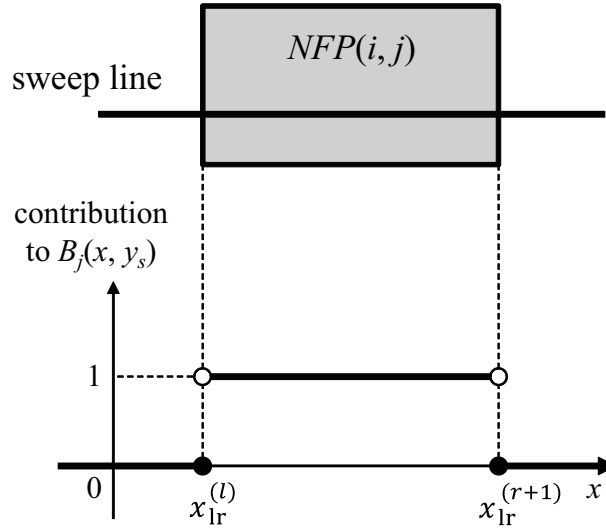 NFP(i, j)
sweep line
contribution
to B_j(x, y_s)
1
0
x_lr^(l)
x_lr^(r+1)
x